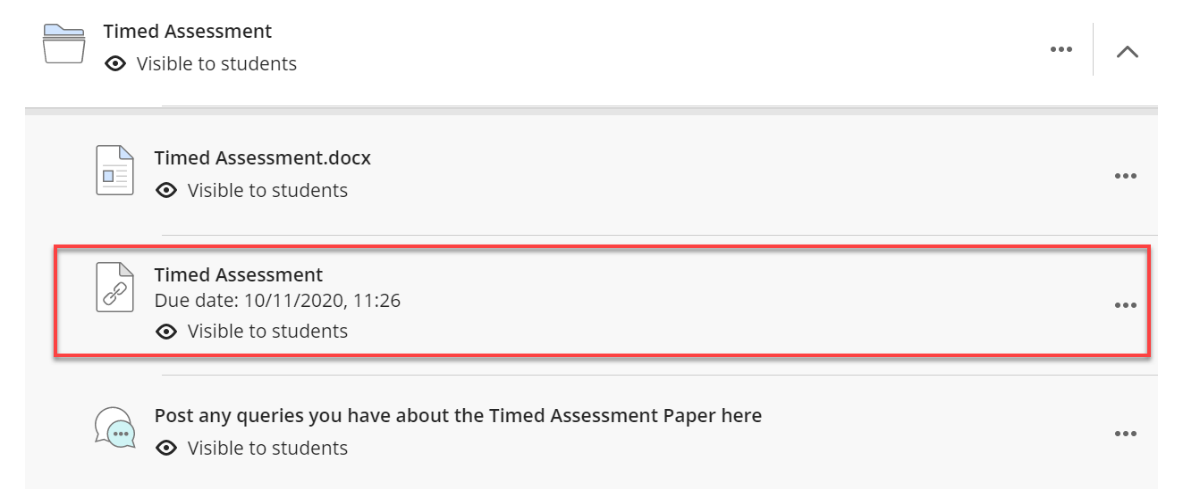 Timed Assessment
Visible to students
Timed Assessment.docx
Visible to students
Timed Assessment
Due date: 10/11/2020, 11:26
Visible to students
Post any queries you have about the Timed Assessment Paper here
Visible to students